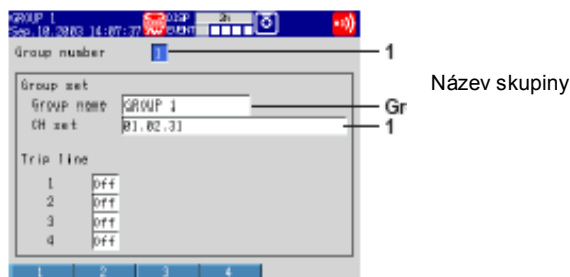 GROUP 1
Sep.10.2003 14:07:37
DISP
EVENT
2h
Group number 1
1
Group set
Group name GROUP 1
Gr
CH set 01.02.31
1
Název skupiny
Trip line
1 Off
2 Off
3 Off
4 Off
1 2 3 4